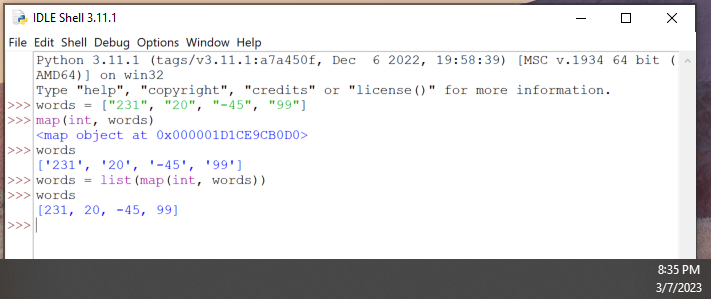 IDLE Shell 3.11.1
File Edit Shell Debug Options Window Help
Python 3.11.1 (tags/v3.11.1:a7a450f, Dec  6 2022, 19:58:39) [MSC v.1934 64 bit (
AMD64)] on win32
Type "help", "copyright", "credits" or "license()" for more information.
>>> words = ["231", "20", "-45", "99"]
>>> map(int, words)
<map object at 0x000001D1CE9CB0D0>
>>> words
['231', '20', '-45', '99']
>>> words = list(map(int, words))
>>> words
[231, 20, -45, 99]
>>>
8:35 PM
3/7/2023